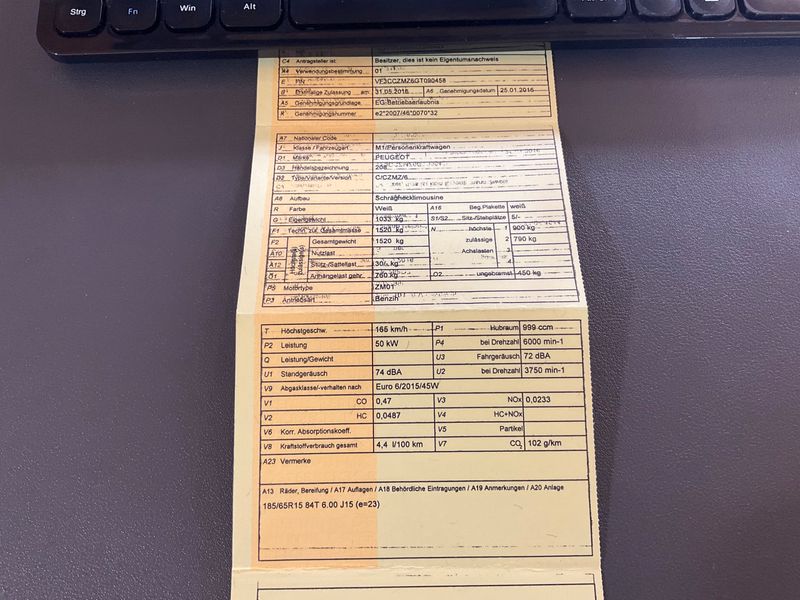 Strg Fn Win Alt
C4 Antragsteller ist Besitzer, dies ist kein Eigentumsnachweis
A4 Verwendungsbestimmung 01
E VF3CCZMZ6GT090458
B Erstmalige Zulassung am 31.05.2016 A6 Genehmigungsdatum 25.01.2016
A5 Genehmigungsgrundlage EG-Betriebserlaubnis
K Genehmigungsnummer e2*2007/46*0070*32
A7 Nationaler Code
J Klasse / Fahrzeugart M1/Personenkraftwagen
D1 Marke PEUGEOT
D3 Handelsbezeichnung 208
D2 Type/Variante/Version C/CZMZ/6
A8 Aufbau Schräghecklimousine
R Farbe Weiß A16 Beg.Plakette weiß
G Eigengewicht 1033 kg S1/S2 Sitz-/Stehplätze 5/-
F1 Techn. zul. Gesamtmasse 1520 kg N höchste 1 900 kg
F2 Gesamtgewicht 1520 kg zulässige 2 790 kg
A10 Nutzlast Achslasten 3
A12 Stütz-/Sattellast 30/- kg 4
O1 Anhängelast gebr. 750 kg O2 ungebremst 450 kg
P5 Motortype ZM01
P3 Antriebsart Benzin
T Höchstgeschw. 165 km/h P1 Hubraum 999 ccm
P2 Leistung 50 kW P4 bei Drehzahl 6000 min-1
Q Leistung/Gewicht U3 Fahrgeräusch 72 dBA
U1 Standgeräusch 74 dBA U2 bei Drehzahl 3750 min-1
V9 Abgasklasse/-verhalten nach Euro 6/2015/45W
V1 CO 0,47 V3 NOx 0,0233
V2 HC 0,0487 V4 HC+NOx
V6 Korr. Absorptionskoeff. V5 Partikel
V8 Kraftstoffverbrauch gesamt 4,4 l/100 km V7 CO₂ 102 g/km
A23 Vermerke
A13 Räder, Bereifung / A17 Auflagen / A18 Behördliche Eintragungen / A19 Anmerkungen / A20 Anlage
185/65R15 84T 6.00 J15 (e=23)